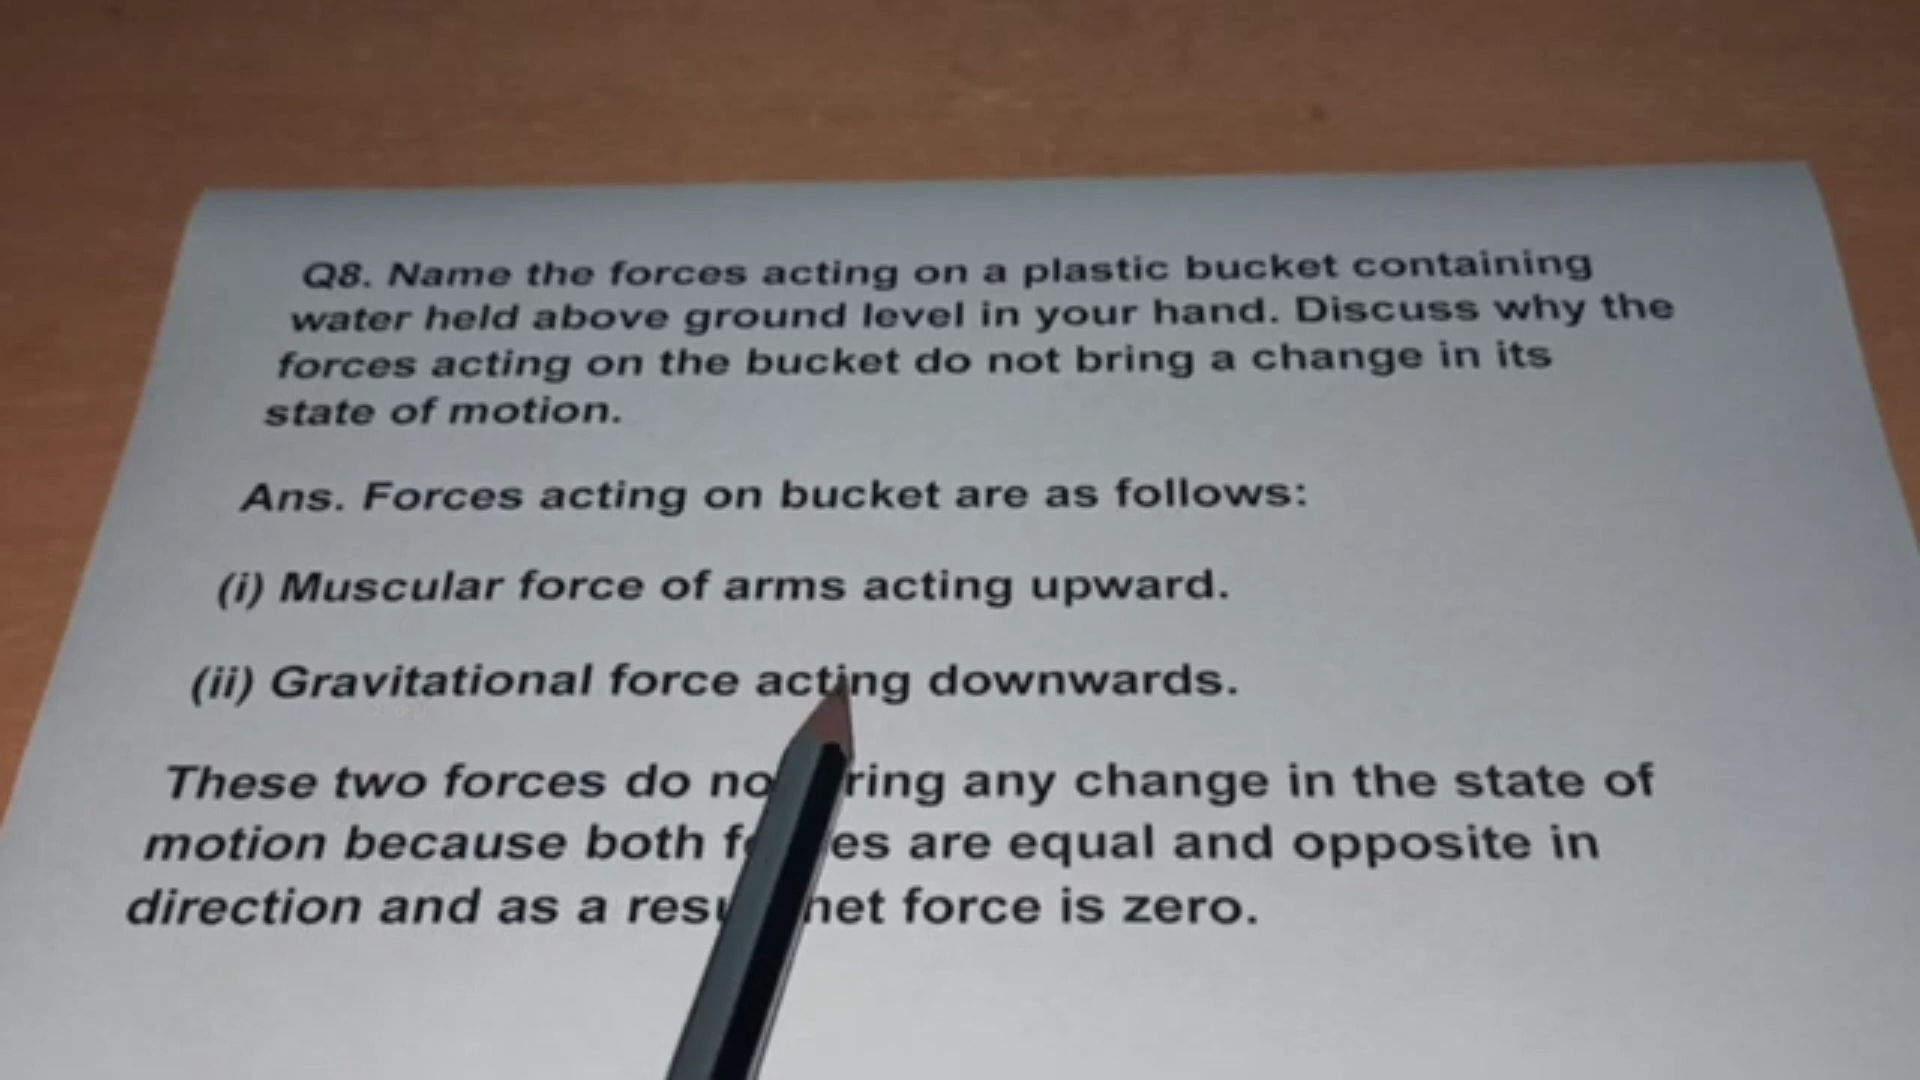 Q8. Name the forces acting on a plastic bucket containing
water held above ground level in your hand. Discuss why the
forces acting on the bucket do not bring a change in its
state of motion.
Ans. Forces acting on bucket are as follows:
(i) Muscular force of arms acting upward.
(ii) Gravitational force acting downwards.
These two forces do any change in the state of
motion because both are equal and opposite in
direction and as a net force is zero.